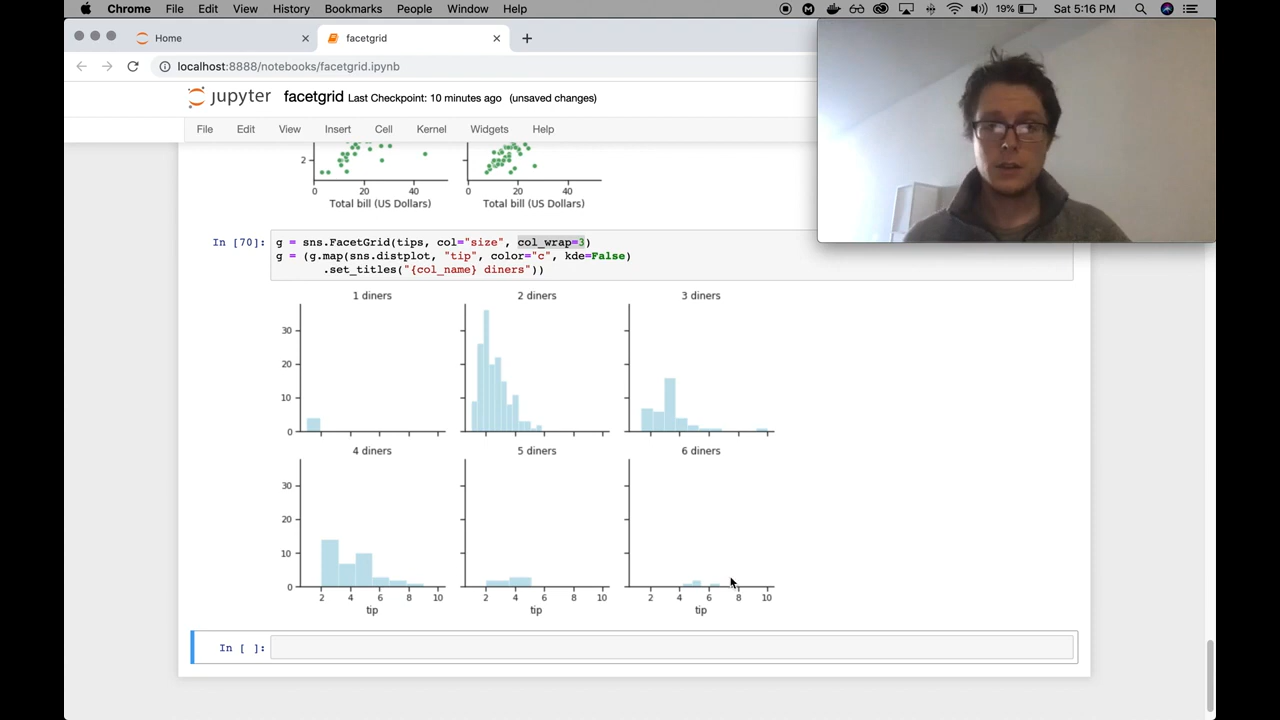 Chrome File Edit View History Bookmarks People Window Help 19% Sat 5:16 PM
Home facetgrid
localhost:8888/notebooks/facetgrid.ipynb
jupyter facetgrid Last Checkpoint: 10 minutes ago (unsaved changes)
File Edit View Insert Cell Kernel Widgets Help
2
0 20 40 0 20 40
Total bill (US Dollars) Total bill (US Dollars)
In [70]: g = sns.FacetGrid(tips, col="size", col_wrap=3)
g = (g.map(sns.distplot, "tip", color="c", kde=False)
.set_titles("{col_name} diners"))
1 diners 2 diners 3 diners
30
20
10
0
4 diners 5 diners 6 diners
30
20
10
0
2 4 6 8 10 2 4 6 8 10 2 4 6 8 10
tip tip tip
In [ ]: